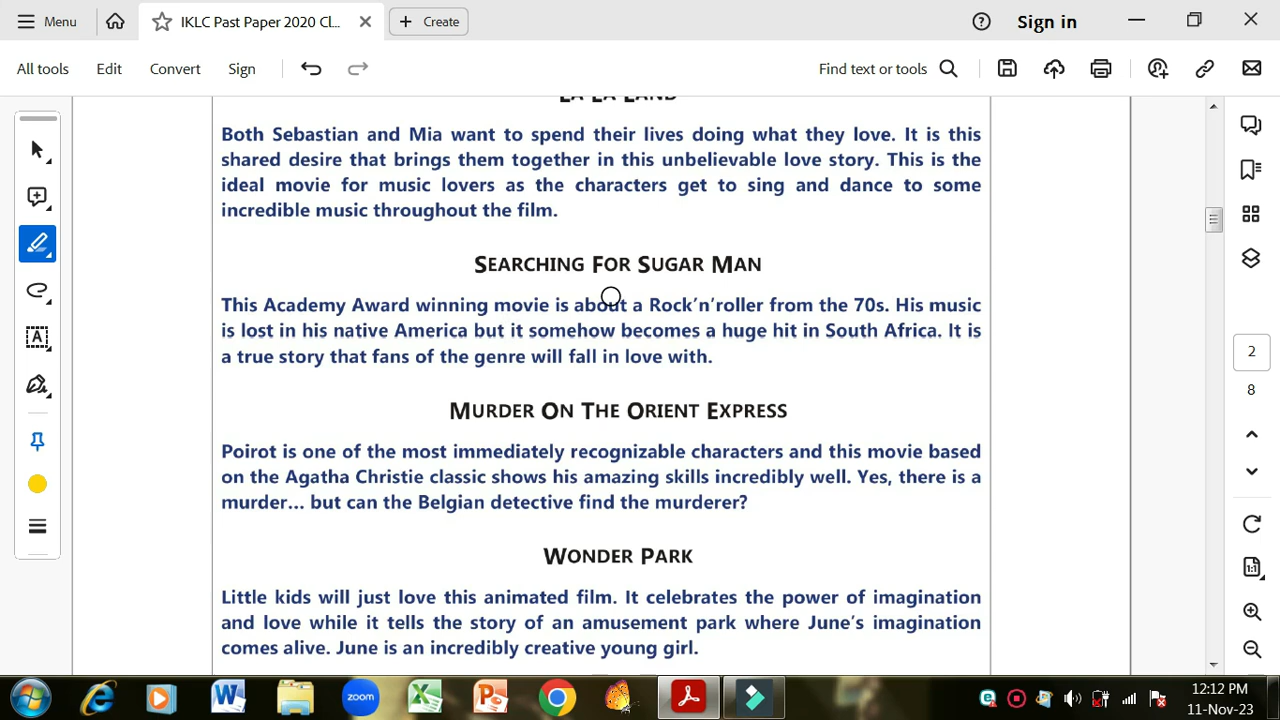 Menu
IKLC Past Paper 2020 Cl...
Create
Sign in
All tools
Edit
Convert
Sign
Find text or tools
LA LA LAND
Both Sebastian and Mia want to spend their lives doing what they love. It is this
shared desire that brings them together in this unbelievable love story. This is the
ideal movie for music lovers as the characters get to sing and dance to some
incredible music throughout the film.
SEARCHING FOR SUGAR MAN
This Academy Award winning movie is about a Rock’n’roller from the 70s. His music
is lost in his native America but it somehow becomes a huge hit in South Africa. It is
a true story that fans of the genre will fall in love with.
MURDER ON THE ORIENT EXPRESS
Poirot is one of the most immediately recognizable characters and this movie based
on the Agatha Christie classic shows his amazing skills incredibly well. Yes, there is a
murder... but can the Belgian detective find the murderer?
WONDER PARK
Little kids will just love this animated film. It celebrates the power of imagination
and love while it tells the story of an amusement park where June’s imagination
comes alive. June is an incredibly creative young girl.
2
8
1:1
zoom
12:12 PM
11-Nov-23